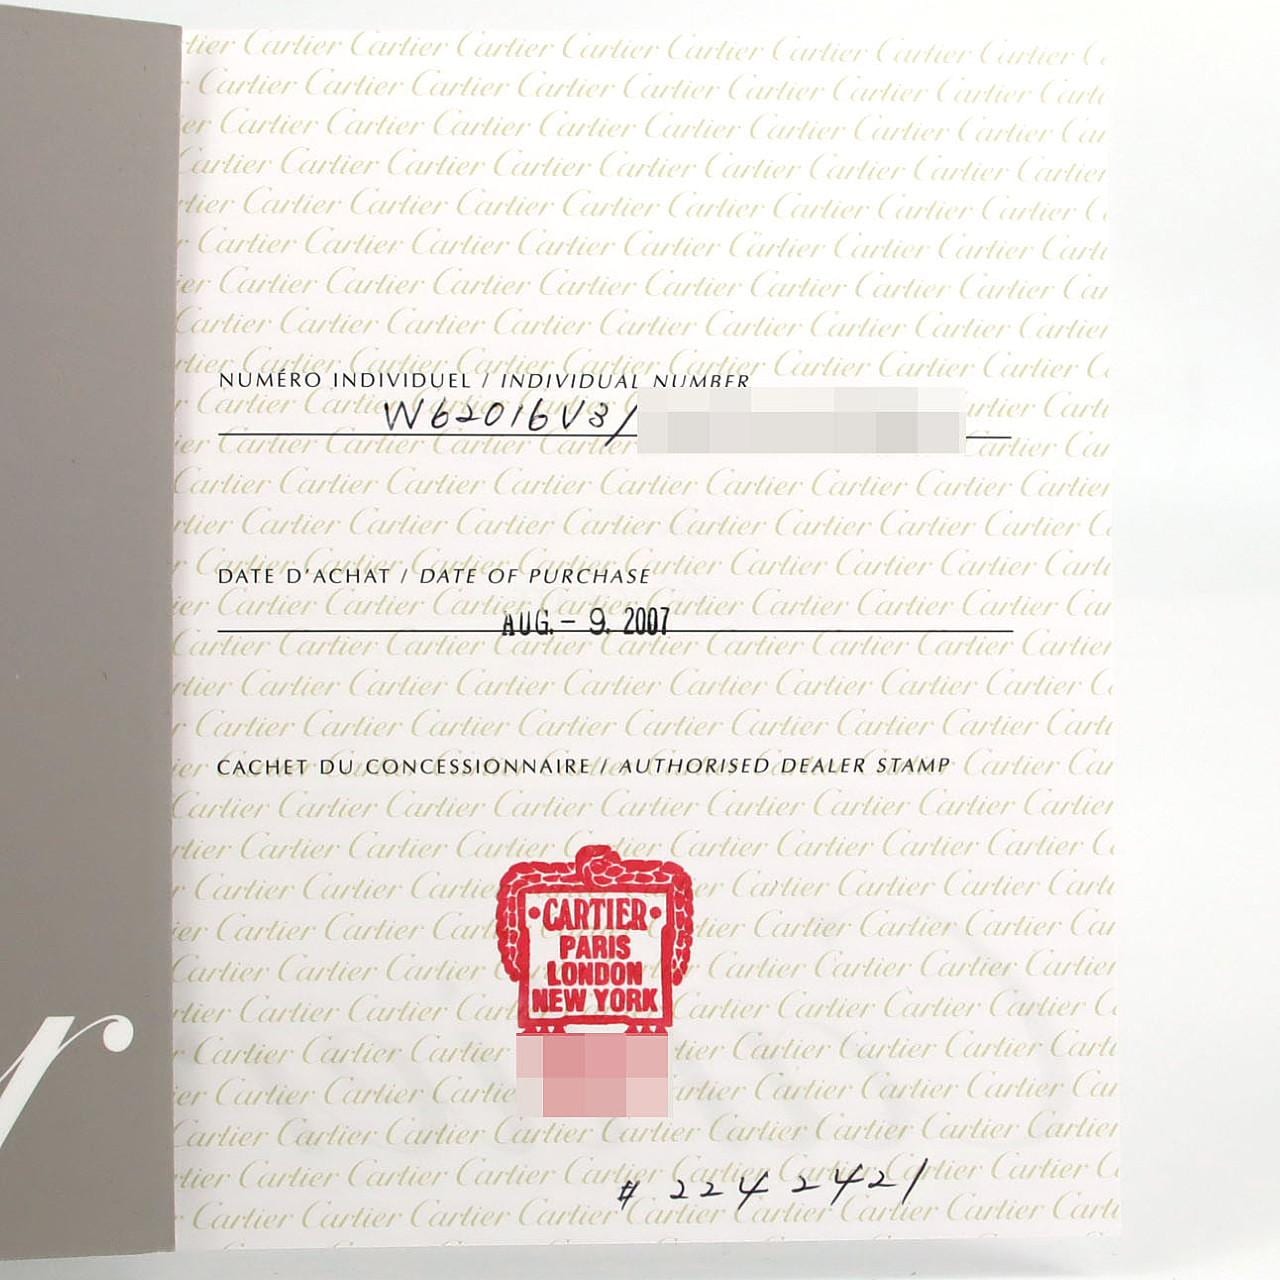 NUMÉRO INDIVIDUEL / INDIVIDUAL NUMBER
W62016V3/
DATE D'ACHAT / DATE OF PURCHASE
AUG. - 9. 2007
CACHET DU CONCESSIONNAIRE / AUTHORISED DEALER STAMP
• CARTIER •
PARIS
LONDON
NEW YORK
# 2242421